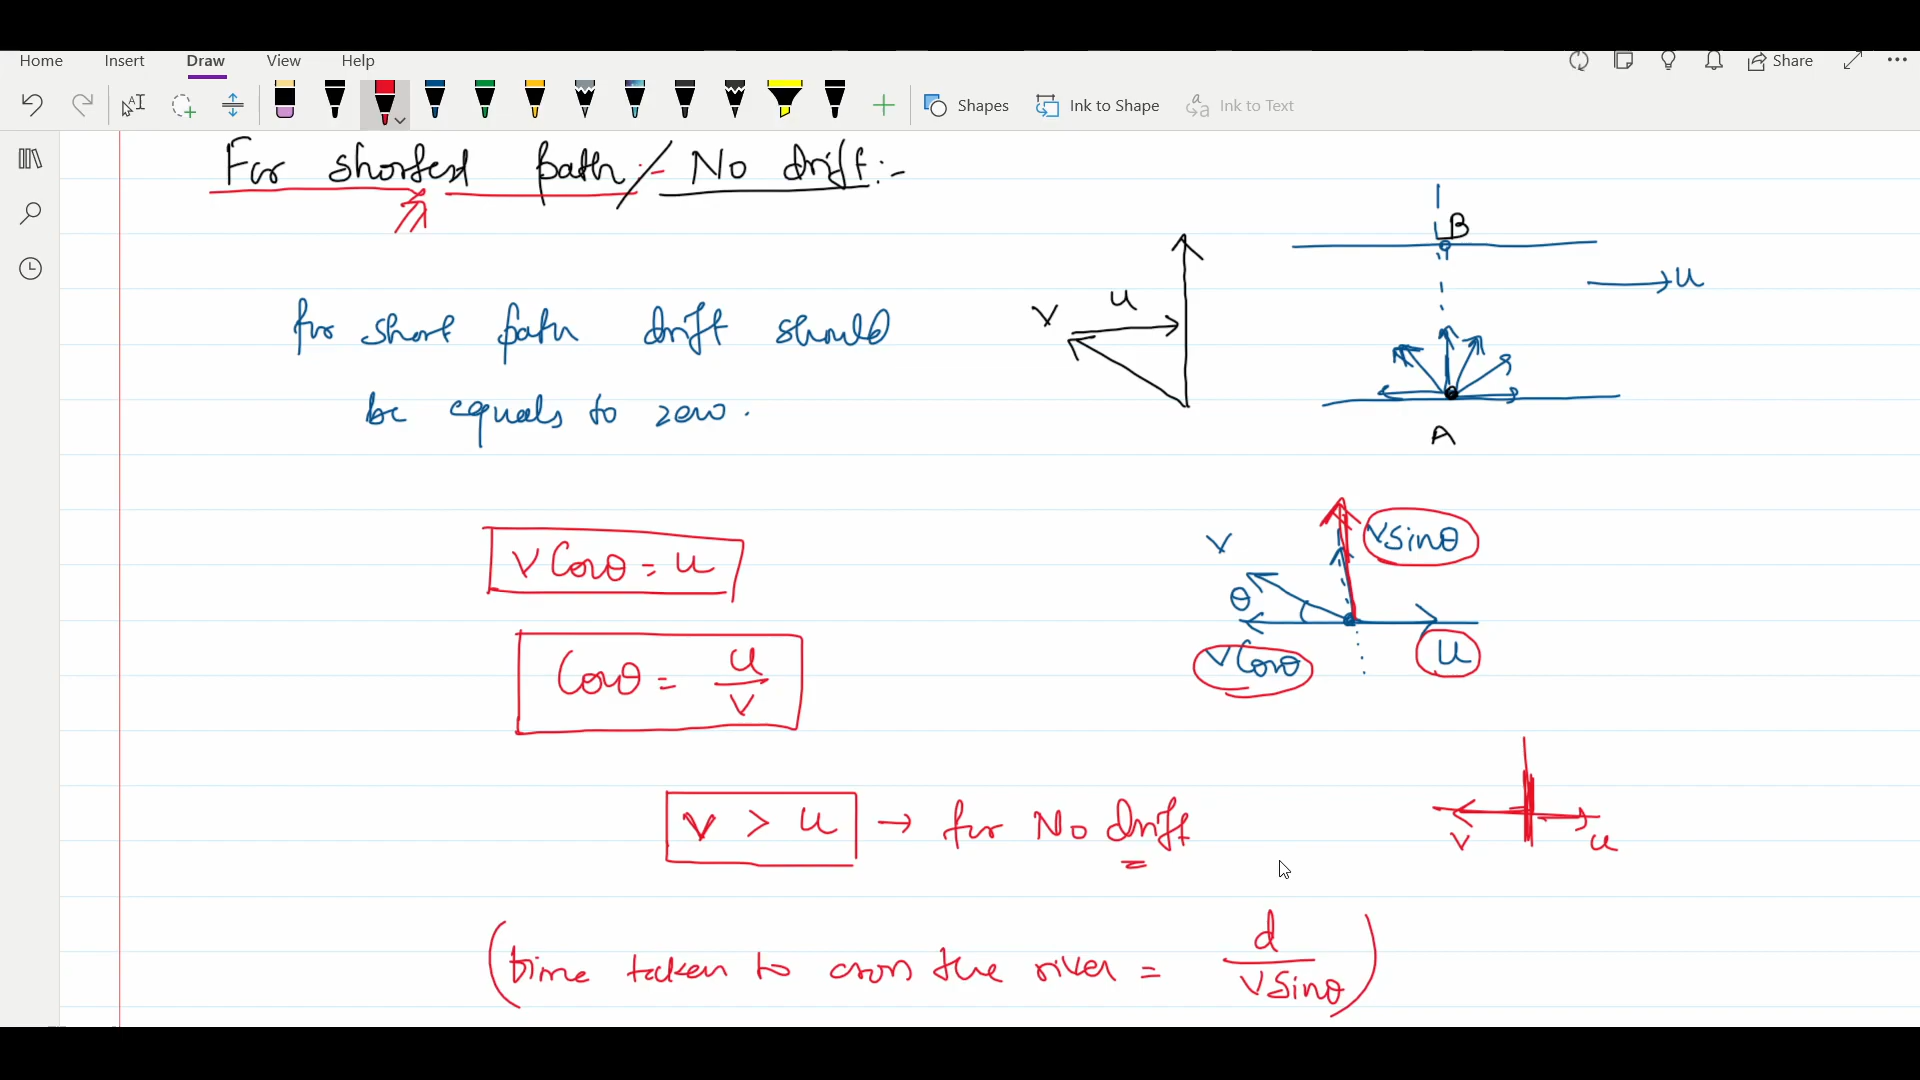 Home Insert Draw View Help Share
Shapes Ink to Shape Ink to Text
For shortest path / No drift :-
B
u
v u
for short path drift should
be equals to zero.
A
v v sinθ
v Cosθ = u
θ
v Cosθ u
Cosθ = u/v
v > u → for No drift
v u
(time taken to cross the river = d/v sinθ)